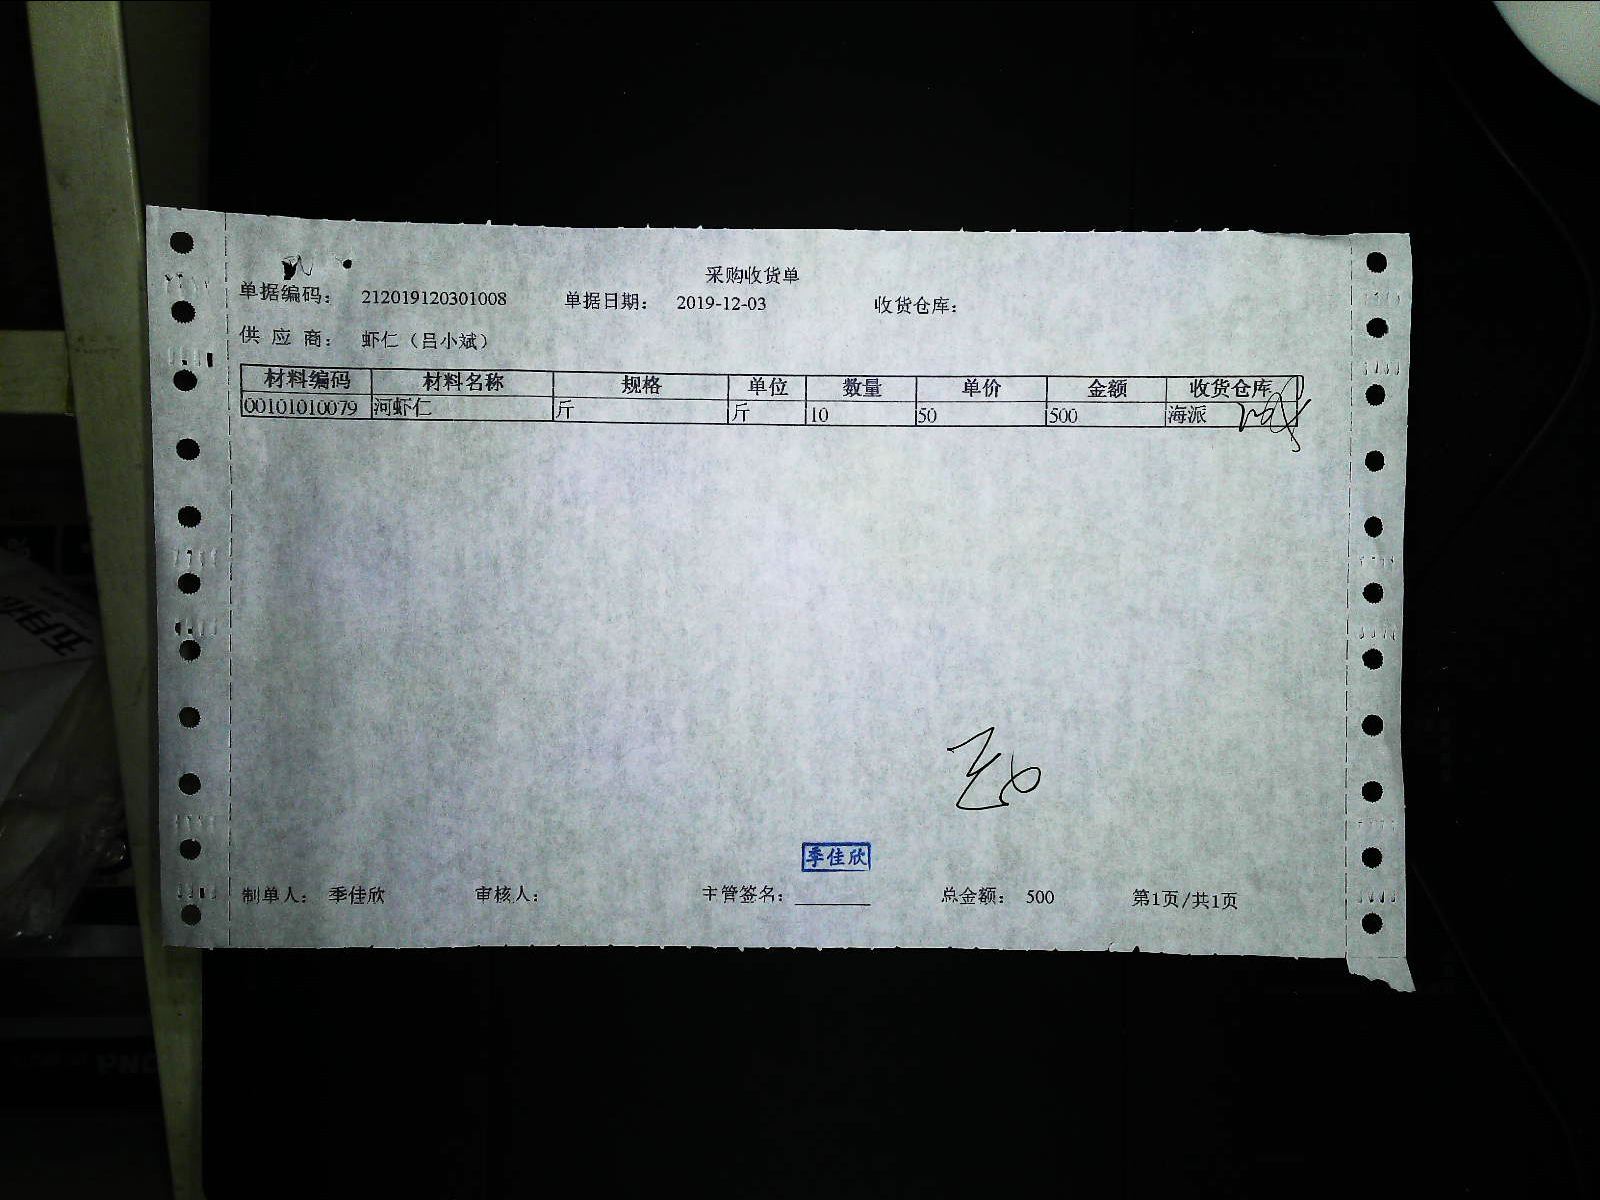 采购收货单
单据编码： 212019120301008 单据日期： 2019-12-03 收货仓库：
供 应 商： 虾仁（吕小斌）
材料编码 材料名称 规格 单位 数量 单价 金额 收货仓库
00101010079 河虾仁 斤 斤 10 50 500 海派
季佳欣
制单人： 季佳欣 审核人： 主管签名： 总金额： 500 第1页/共1页